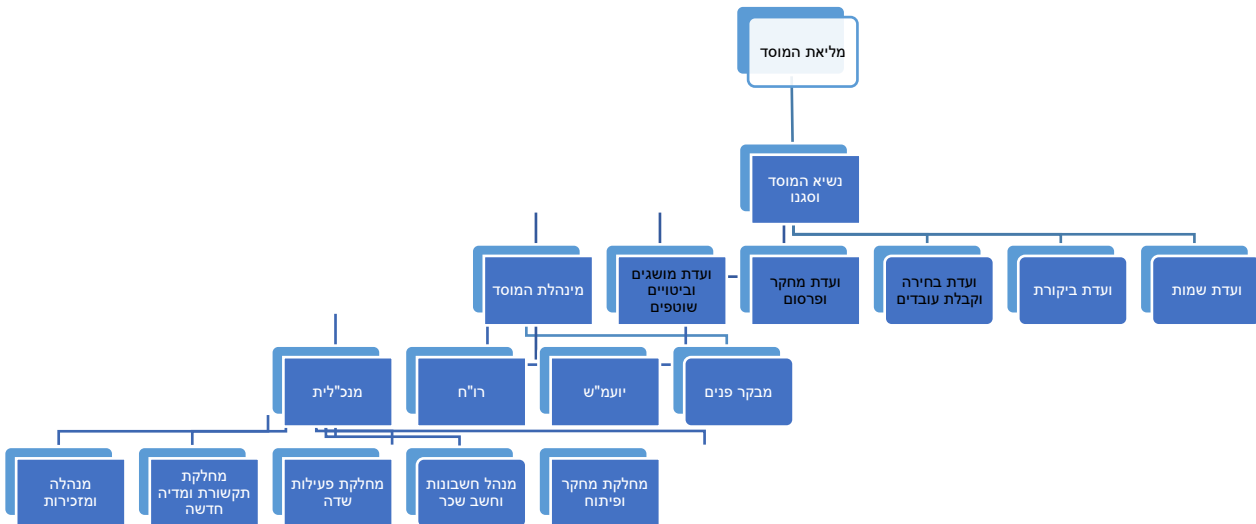 מליאת המוסד
נשיא המוסד
וסגנו
ועדת שמות
ועדת ביקורת
ועדת בחירה
וקבלת עובדים
ועדת מחקר
ופרסום
ועדת מושגים
וביטויים
שוטפים
מינהלת המוסד
מבקר פנים
יועמ"ש
רו"ח
מנכ"לית
מחלקת מחקר
ופיתוח
מנהל חשבונות
וחשב שכר
מחלקת פעילות
שדה
מחלקת
תקשורת ומדיה
חדשה
מנהלה
ומזכירות